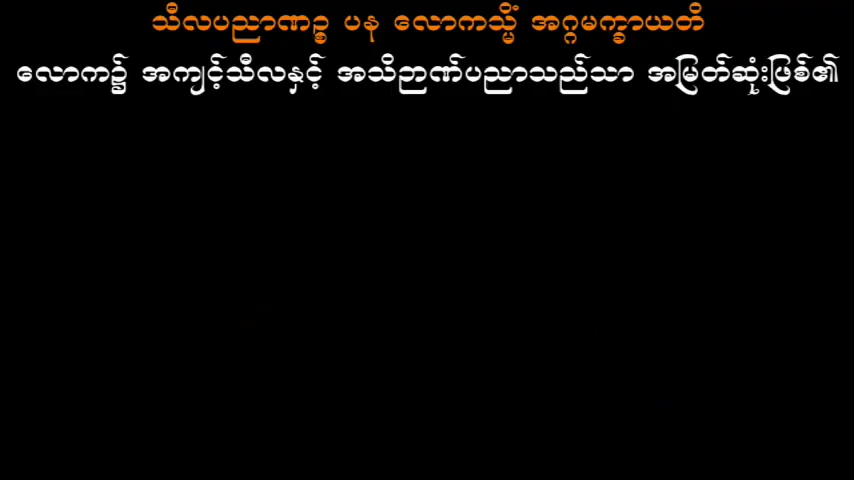 သီလပညာဏဉ္စ ပန လောကသ္မိံ အဂ္ဂမက္ခာယတိ
လောက၌ အကျင့်သီလနှင့် အသိဉာဏ်ပညာသည်သာ အမြတ်ဆုံးဖြစ်၏